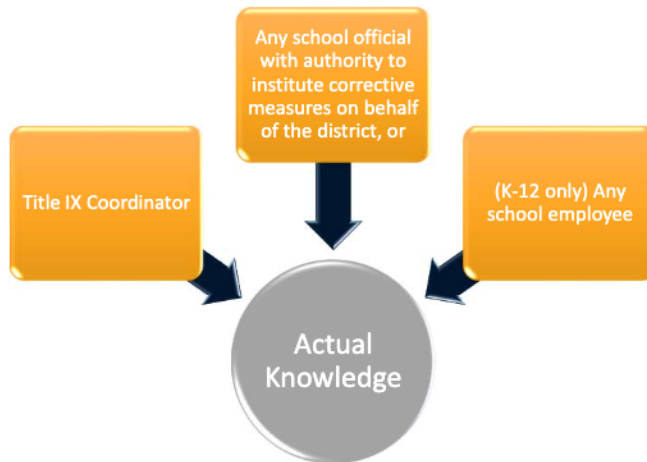 Any school official
with authority to
institute corrective
measures on behalf
of the district, or
Title IX Coordinator
(K-12 only) Any
school employee
Actual
Knowledge